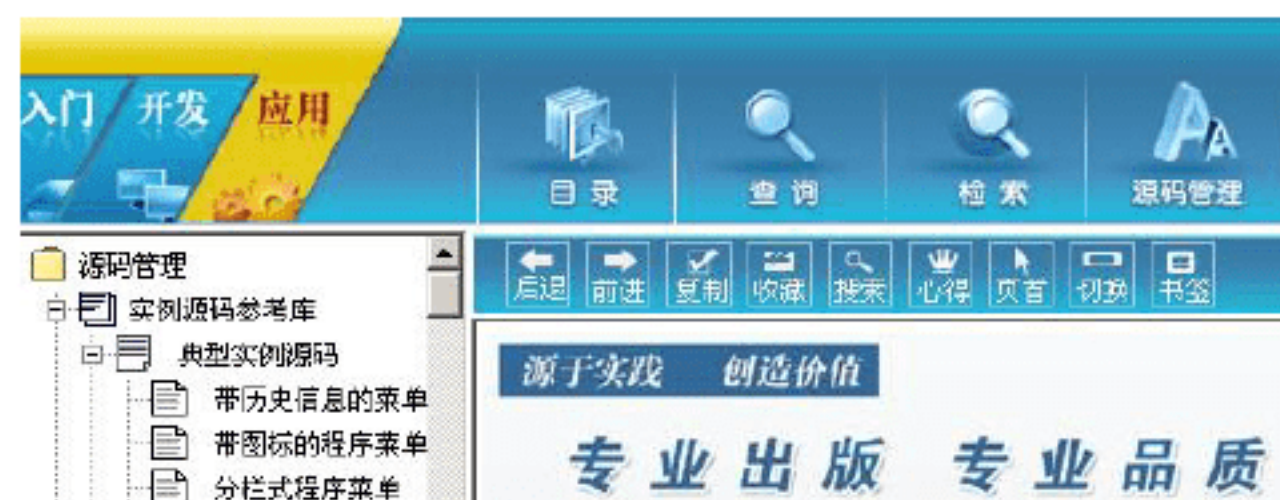 入门 开发 应用
目录 查询 检索 源码管理
源码管理
实例源码参考库
典型实例源码
带历史信息的菜单
带图标的程序菜单
分栏式程序菜单
后退 前进 复制 收藏 搜索 心得 页首 切换 书签
源于实践 创造价值
专业出版 专业品质